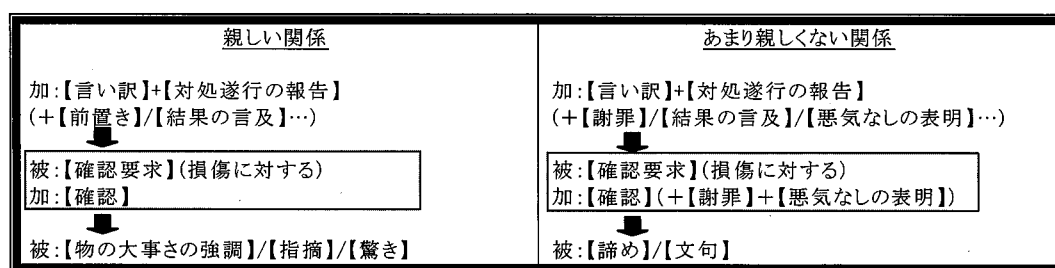 親しい関係
加:【言い訳】+【対処遂行の報告】
(+【前置き】/【結果の言及】…)
被:【確認要求】(損傷に対する)
加:【確認】
被:【物の大事さの強調】/【指摘】/【驚き】
あまり親しくない関係
加:【言い訳】+【対処遂行の報告】
(+【謝罪】/【結果の言及】/【悪気なしの表明】…)
被:【確認要求】(損傷に対する)
加:【確認】(+【謝罪】+【悪気なしの表明】)
被:【諦め】/【文句】